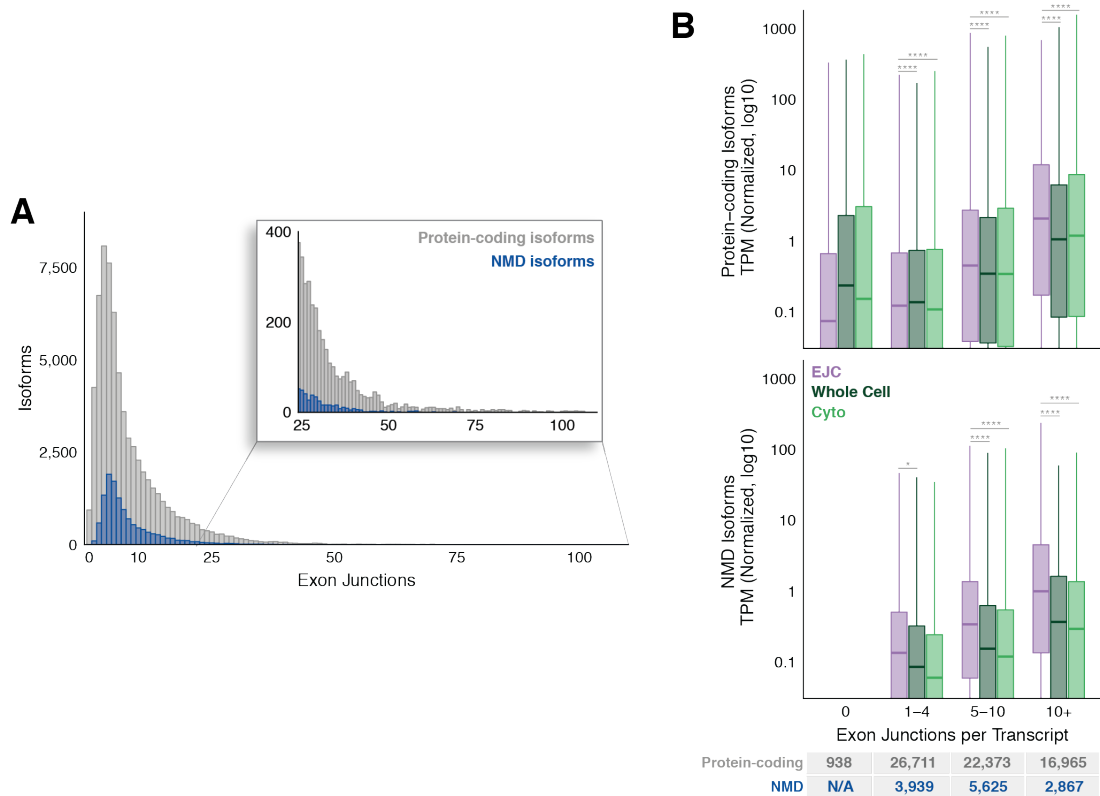 A
7,500
5,000
2,500
0
Isoforms
0 10 25 50 75 100
Exon Junctions
400
200
0
25 50 75 100
Protein-coding isoforms
NMD isoforms
B
Protein–coding Isoforms
TPM (Normalized, log10)
1000
100
10
1
0.1
**** ****
**** ****
**** ****
NMD Isoforms
TPM (Normalized, log10)
1000
100
10
1
0.1
EJC
Whole Cell
Cyto
*
**** ****
**** ****
0 1–4 5–10 10+
Exon Junctions per Transcript
Protein-coding 938 26,711 22,373 16,965
NMD N/A 3,939 5,625 2,867